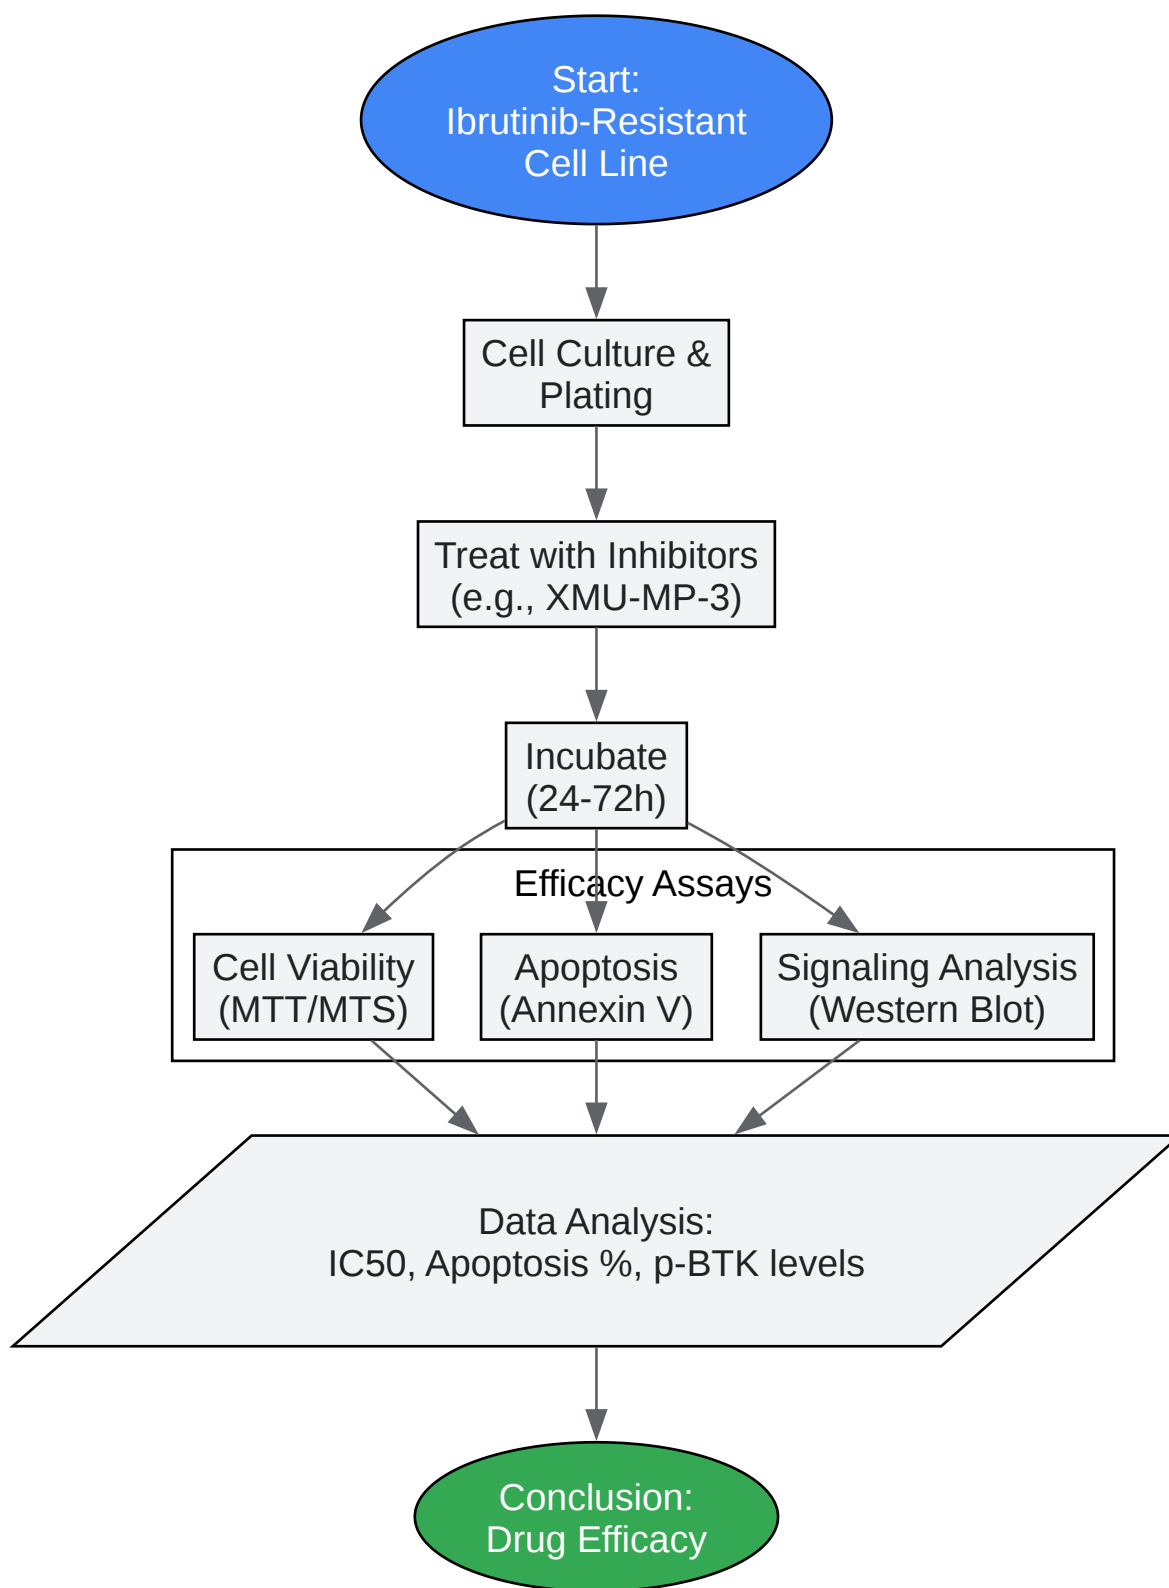 Start:
Ibrutinib-Resistant
Cell Line
Cell Culture &
Plating
Treat with Inhibitors
(e.g., XMU-MP-3)
Incubate
(24-72h)
Efficacy Assays
Cell Viability
(MTT/MTS)
Apoptosis
(Annexin V)
Signaling Analysis
(Western Blot)
Data Analysis:
IC50, Apoptosis %, p-BTK levels
Conclusion:
Drug Efficacy